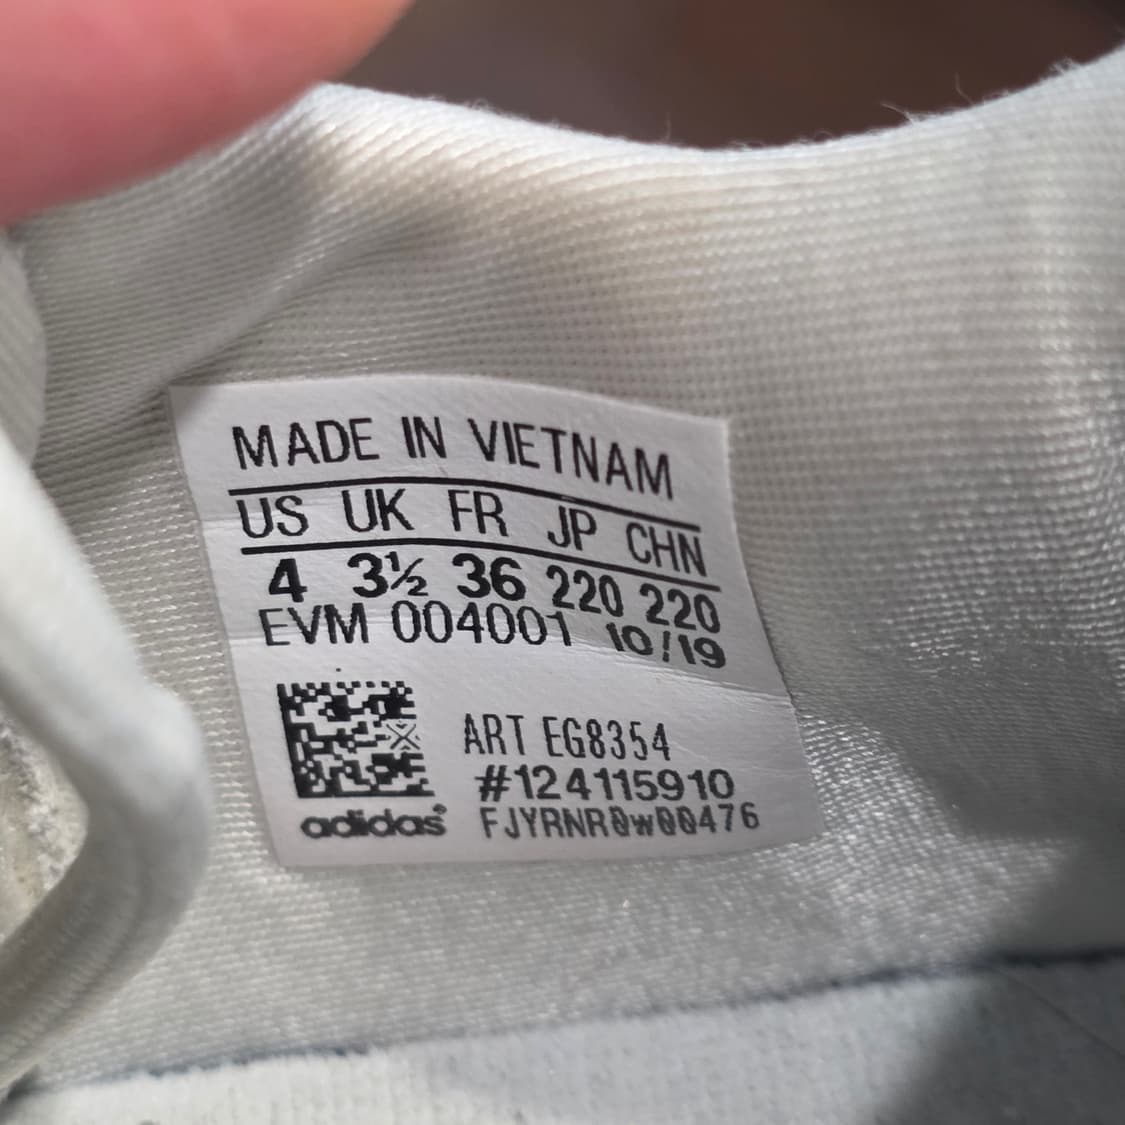 MADE IN VIETNAM
US UK FR JP CHN
4 3½ 36 220 220
EVM 004001 10/19
ART EG8354
#124115910
adidas FJYRNR0w00476